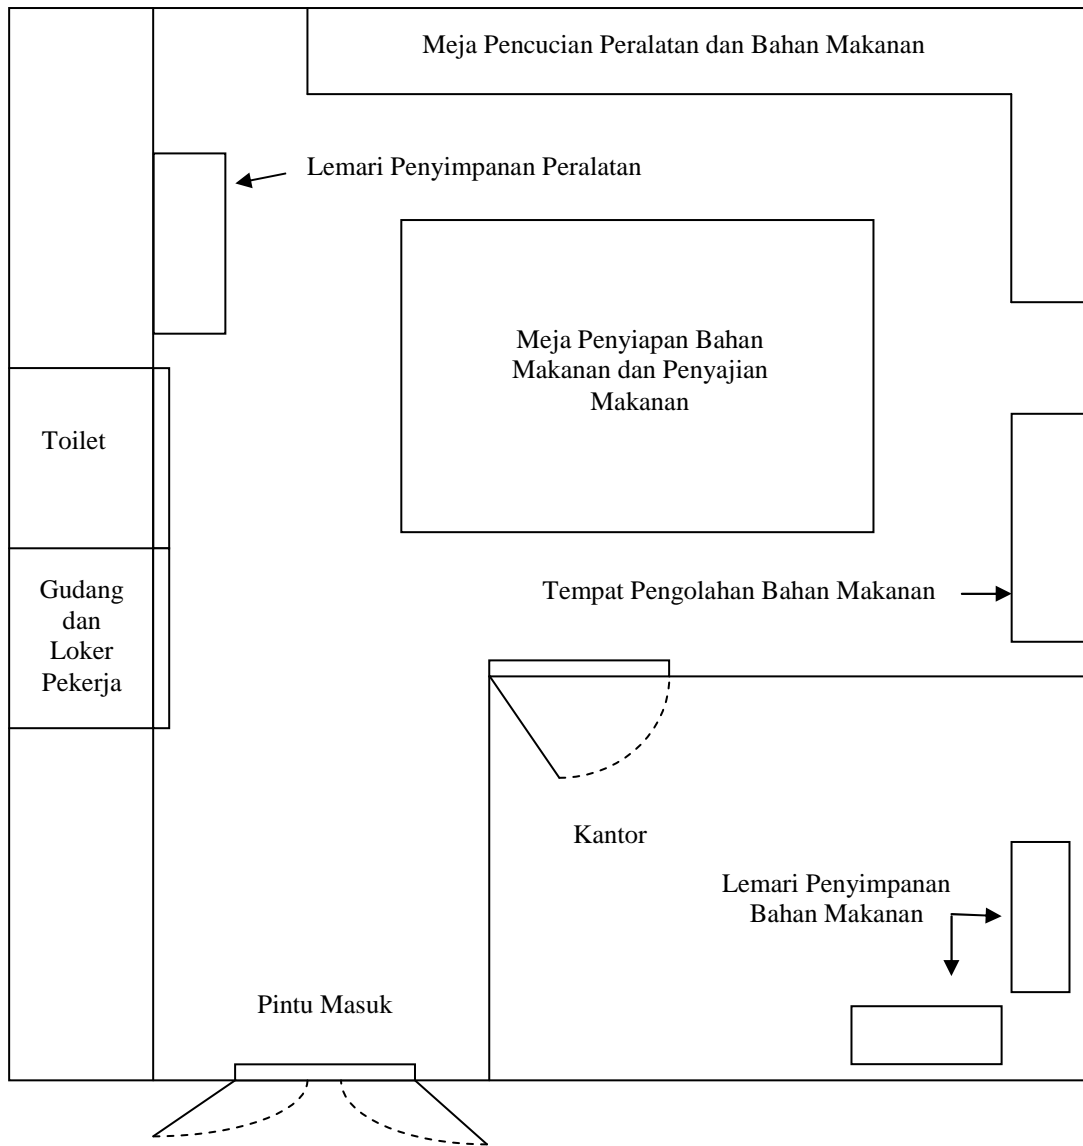 Meja Pencucian Peralatan dan Bahan Makanan
Lemari Penyimpanan Peralatan
Meja Penyiapan Bahan
Makanan dan Penyajian
Makanan
Toilet
Tempat Pengolahan Bahan Makanan
Gudang
dan
Loker
Pekerja
Kantor
Lemari Penyimpanan
Bahan Makanan
Pintu Masuk